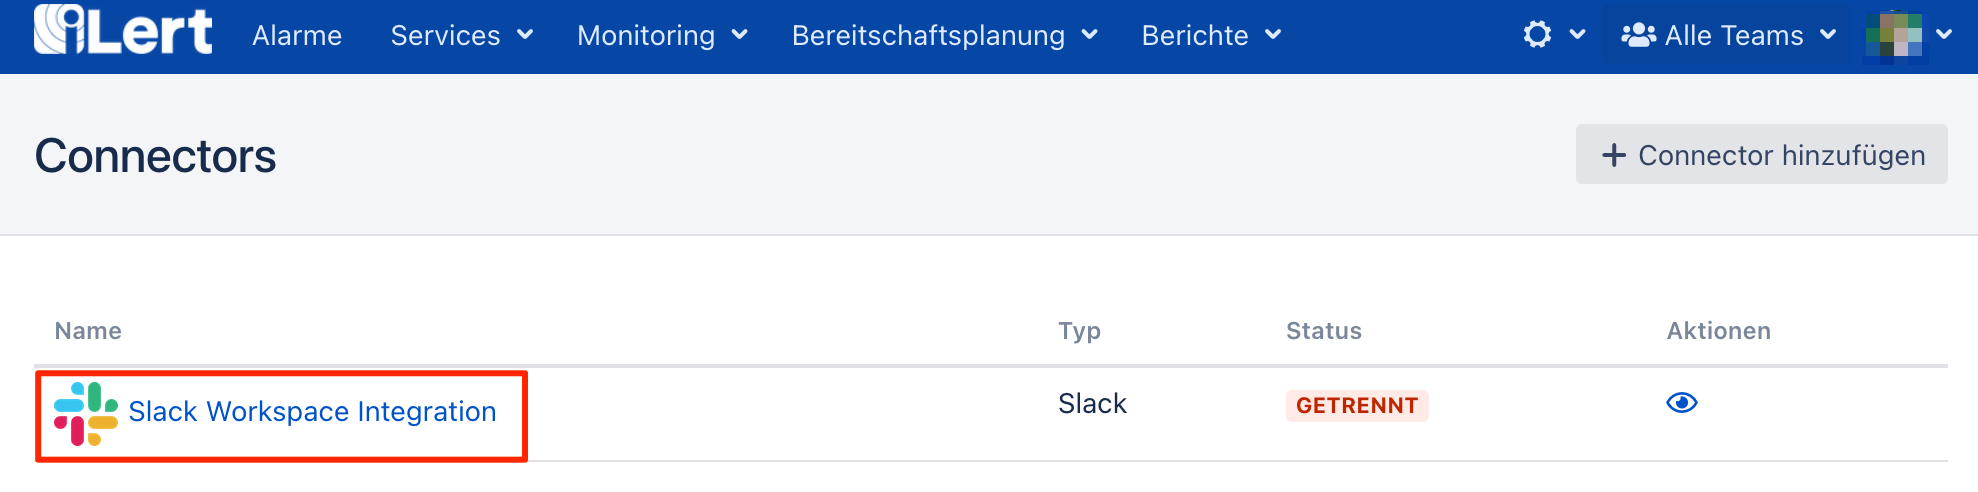 iLert Alarme Services Monitoring Bereitschaftsplanung Berichte Alle Teams
Connectors + Connector hinzufügen
Name Typ Status Aktionen
Slack Workspace Integration Slack GETRENNT